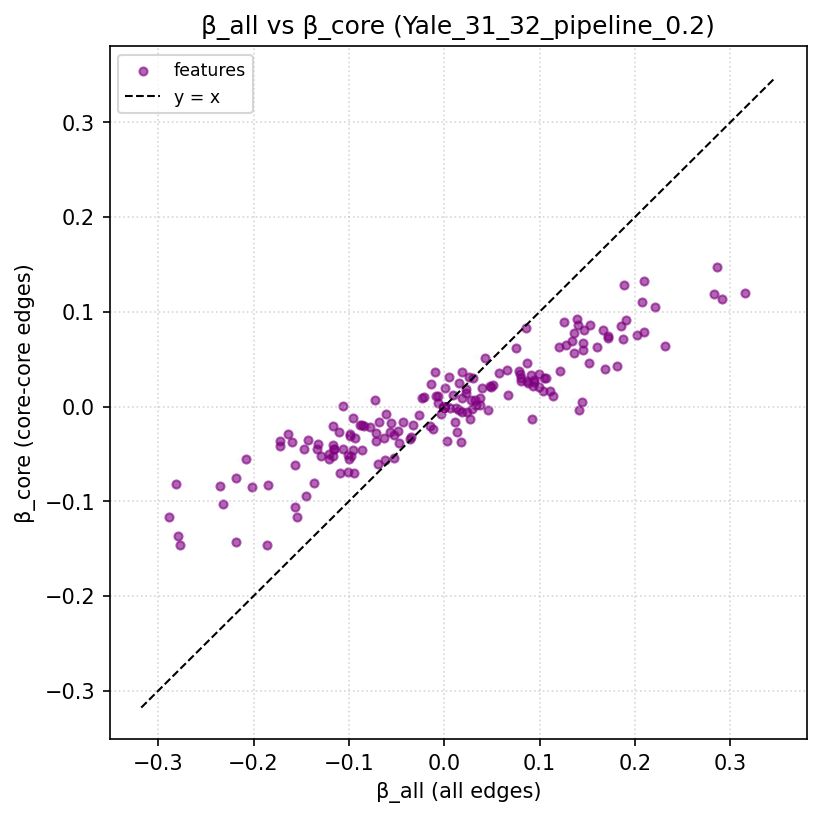 β_all vs β_core (Yale_31_32_pipeline_0.2)
features
y = x
0.3
0.2
0.1
0.0
−0.1
−0.2
−0.3
β_core (core-core edges)
−0.3 −0.2 −0.1 0.0 0.1 0.2 0.3
β_all (all edges)